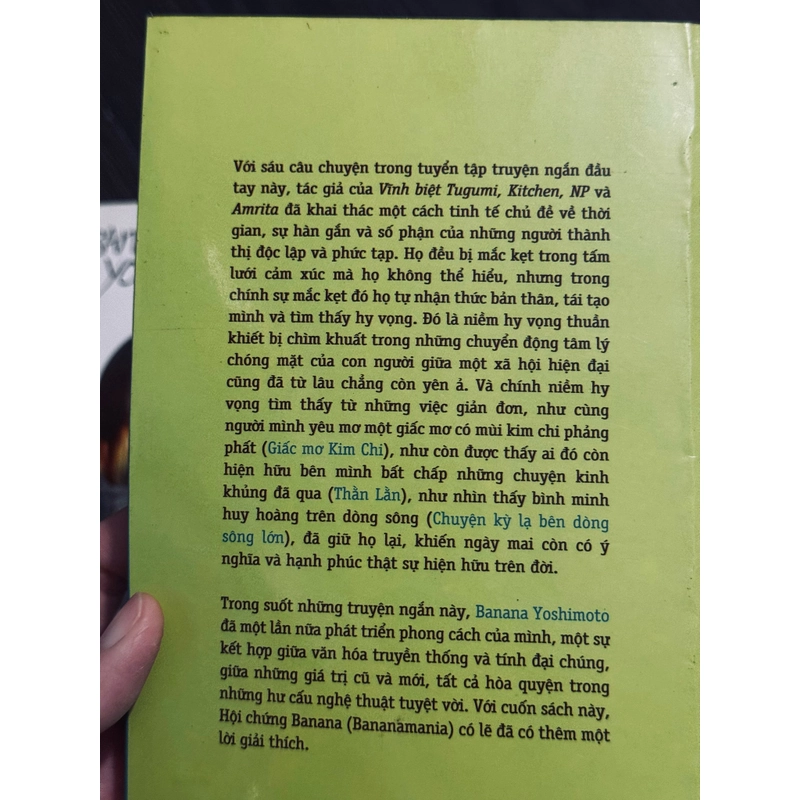 Với sáu câu chuyện trong tuyển tập truyện ngắn đầu
tay này, tác giả của Vĩnh biệt Tugumi, Kitchen, NP và
Amrita đã khai thác một cách tinh tế chủ đề về thời
gian, sự hàn gắn và số phận của những người thành
thị độc lập và phức tạp. Họ đều bị mắc kẹt trong tấm
lưới cảm xúc mà họ không thể hiểu, nhưng trong
chính sự mắc kẹt đó họ tự nhận thức bản thân, tái tạo
mình và tìm thấy hy vọng. Đó là niềm hy vọng thuần
khiết bị chìm khuất trong những chuyển động tâm lý
chóng mặt của con người giữa một xã hội hiện đại
cũng đã từ lâu chẳng còn yên ả. Và chính niềm hy
vọng tìm thấy từ những việc giản đơn, như cùng
người mình yêu mơ một giấc mơ có mùi kim chi phảng
phất (Giấc mơ Kim Chi), như còn được thấy ai đó còn
hiện hữu bên mình bất chấp những chuyện kinh
khủng đã qua (Thằn Lằn), như nhìn thấy bình minh
huy hoàng trên dòng sông (Chuyện kỳ lạ bên dòng
sông lớn), đã giữ họ lại, khiến ngày mai còn có ý
nghĩa và hạnh phúc thật sự hiện hữu trên đời.
Trong suốt những truyện ngắn này, Banana Yoshimoto
đã một lần nữa phát triển phong cách của mình, một sự
kết hợp giữa văn hóa truyền thống và tính đại chúng,
giữa những giá trị cũ và mới, tất cả hòa quyện trong
những hư cấu nghệ thuật tuyệt vời. Với cuốn sách này,
Hội chứng Banana (Bananamania) có lẽ đã có thêm một
lời giải thích.